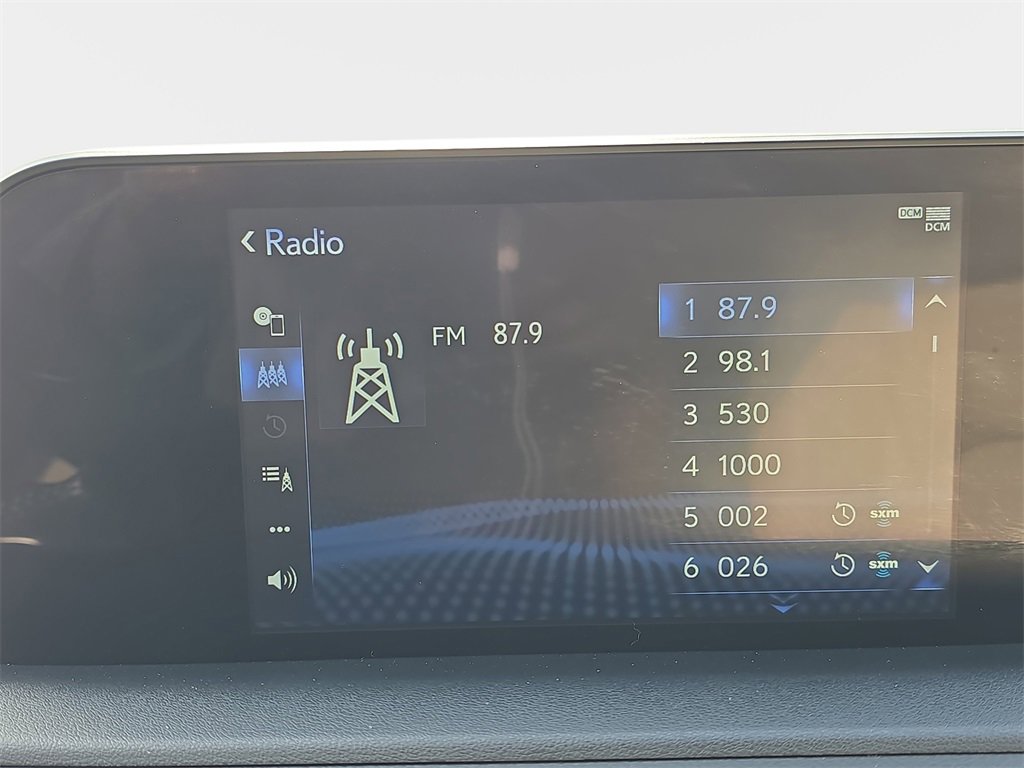 DCM
DCM
Radio
FM 87.9
1 87.9
2 98.1
3 530
4 1000
5 002 sxm
6 026 sxm